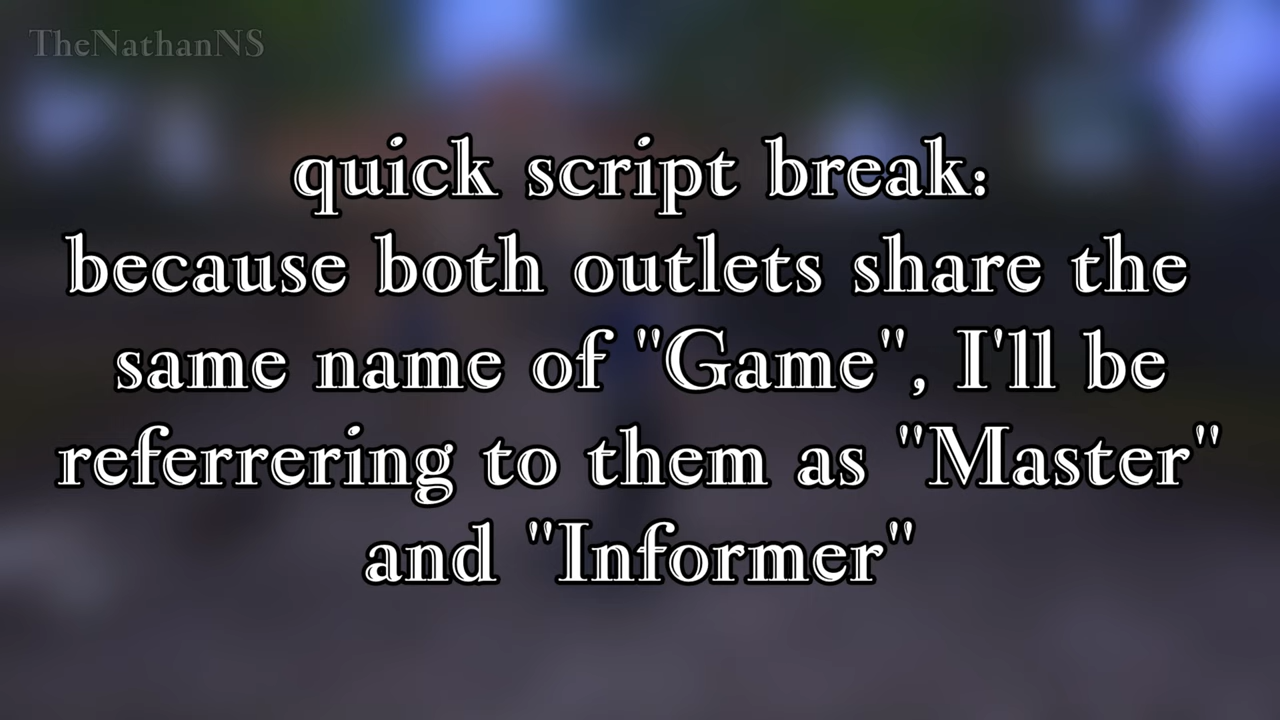 TheNathanNS
quick script break:
because both outlets share the
same name of "Game", I'll be
referrering to them as "Master"
and "Informer"